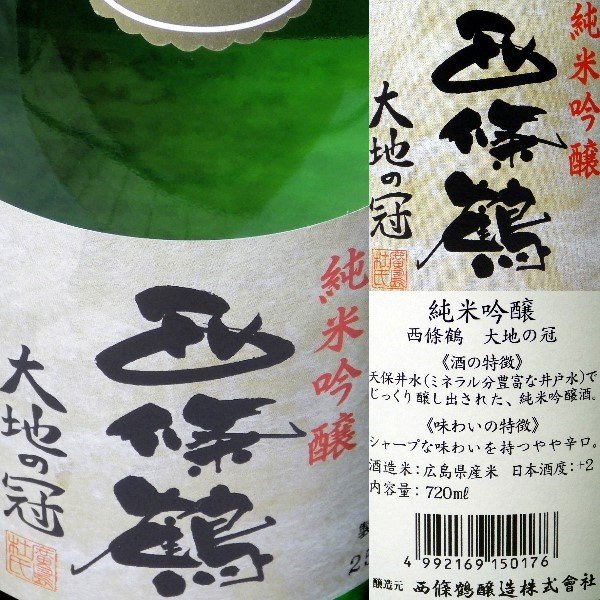 純米吟醸
西條鶴
大地の冠
純米吟醸
西條鶴
大地の冠
純米吟醸
西條鶴 大地の冠
《酒の特徴》
天保井水(ミネラル分豊富な井戸水)で
じっくり醸し出された、純米吟醸酒。
《味わいの特徴》
シャープな味わいを持つやや辛口。
酒造米:広島県産米 日本酒度:+2
内容量:720mℓ
4 992169 150176
醸造元 西條鶴醸造株式會社